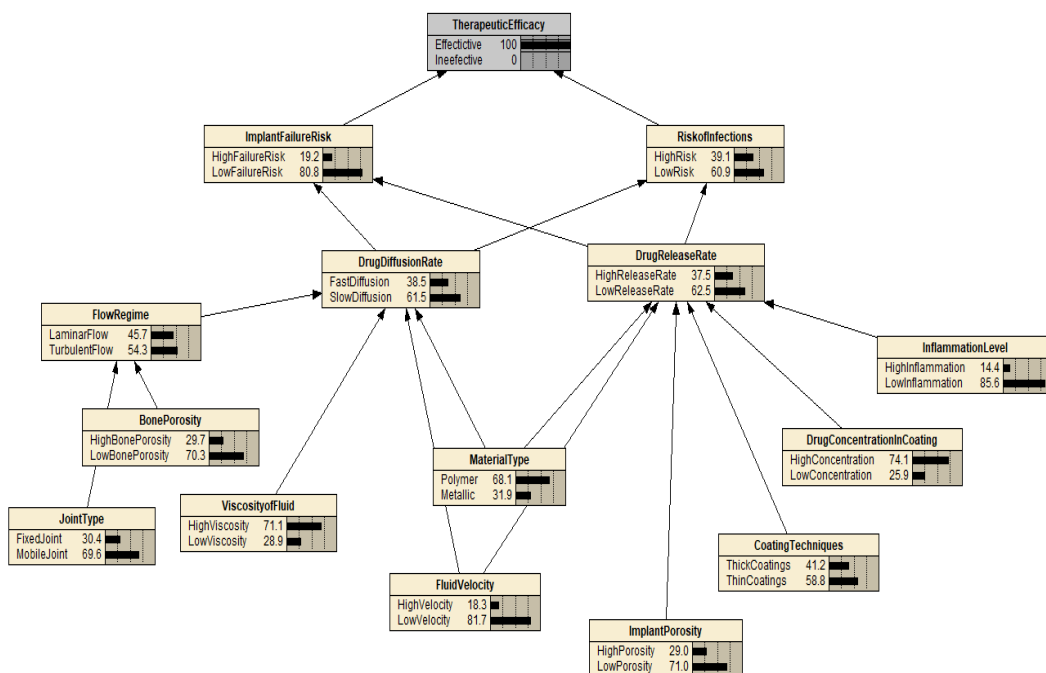 TherapeuticEfficacy
Effectictive 100
Ineefective 0
ImplantFailureRisk
HighFailureRisk 19.2
LowFailureRisk 80.8
RiskofInfections
HighRisk 39.1
LowRisk 60.9
DrugDiffusionRate
FastDiffusion 38.5
SlowDiffusion 61.5
DrugReleaseRate
HighReleaseRate 37.5
LowReleaseRate 62.5
FlowRegime
LaminarFlow 45.7
TurbulentFlow 54.3
InflammationLevel
HighInflammation 14.4
LowInflammation 85.6
BonePorosity
HighBonePorosity 29.7
LowBonePorosity 70.3
DrugConcentrationInCoating
HighConcentration 74.1
LowConcentration 25.9
MaterialType
Polymer 68.1
Metallic 31.9
ViscosityofFluid
HighViscosity 71.1
LowViscosity 28.9
JointType
FixedJoint 30.4
MobileJoint 69.6
CoatingTechniques
ThickCoatings 41.2
ThinCoatings 58.8
FluidVelocity
HighVelocity 18.3
LowVelocity 81.7
ImplantPorosity
HighPorosity 29.0
LowPorosity 71.0